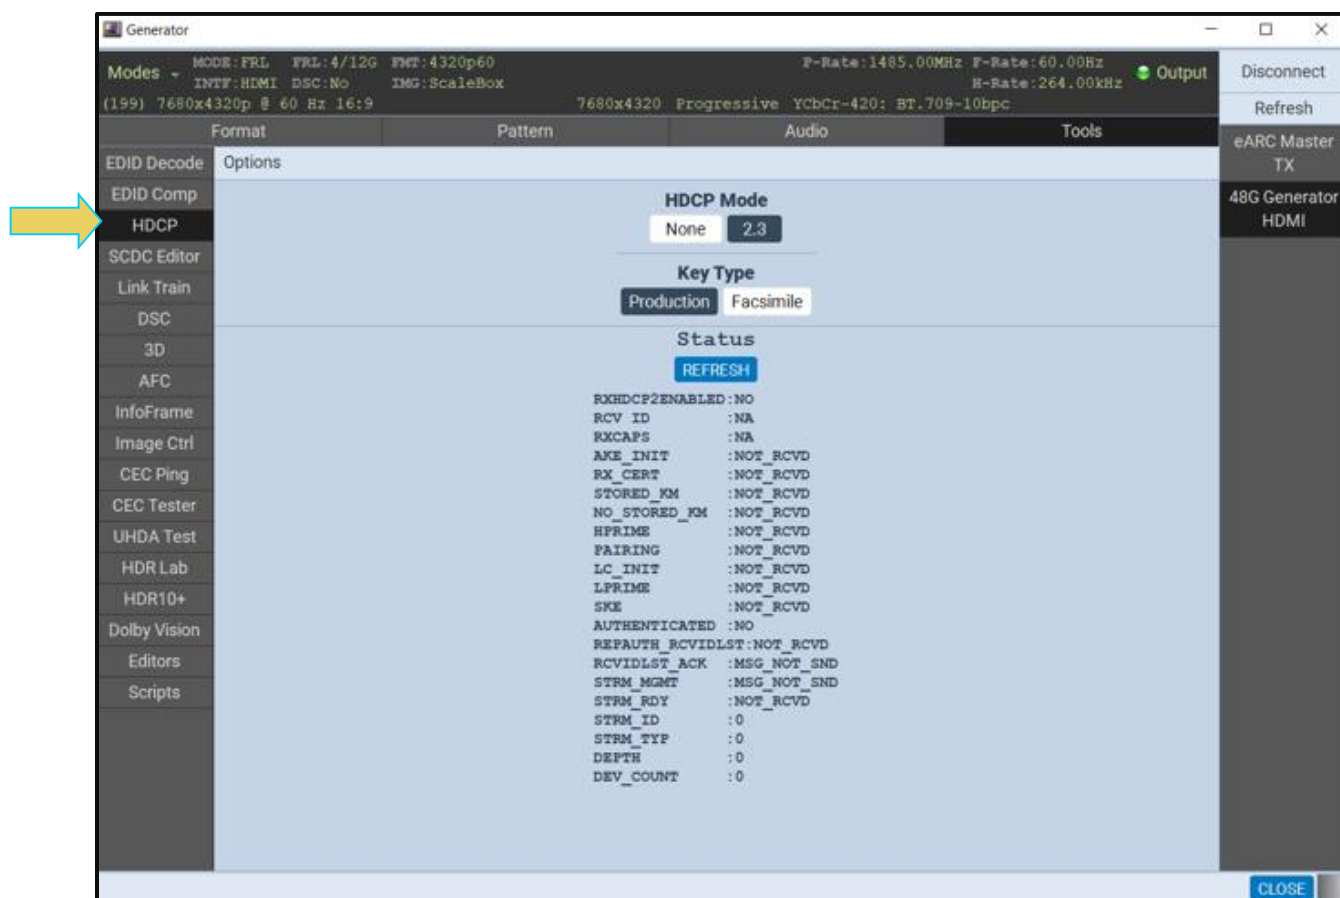 Generator
Modes MODE:FRL FRL:4/12G FMT:4320p60 P-Rate:1485.00MHz F-Rate:60.00Hz Output
INTF:HDMI DSC:No IMG:ScaleBox H-Rate:264.00kHz
(199) 7680x4320p @ 60 Hz 16:9 7680x4320 Progressive YCbCr-420: BT.709-10bpc
Disconnect
Refresh
eARC Master
TX
48G Generator
HDMI
Format Pattern Audio Tools
EDID Decode
EDID Comp
HDCP
SCDC Editor
Link Train
DSC
3D
AFC
InfoFrame
Image Ctrl
CEC Ping
CEC Tester
UHDA Test
HDR Lab
HDR10+
Dolby Vision
Editors
Scripts
Options
HDCP Mode
None 2.3
Key Type
Production Facsimile
Status
REFRESH
RXHDCP2ENABLED:NO
RCV ID :NA
RXCAPS :NA
AKE_INIT :NOT_RCVD
RX_CERT :NOT_RCVD
STORED_KM :NOT_RCVD
NO_STORED_KM :NOT_RCVD
HPRIME :NOT_RCVD
PAIRING :NOT_RCVD
LC_INIT :NOT_RCVD
LPRIME :NOT_RCVD
SKE :NOT_RCVD
AUTHENTICATED :NO
REPAUTH_RCVIDLST:NOT_RCVD
RCVIDLST_ACK :MSG_NOT_SND
STRM_MGMT :MSG_NOT_SND
STRM_RDY :NOT_RCVD
STRM_ID :0
STRM_TYP :0
DEPTH :0
DEV_COUNT :0
CLOSE